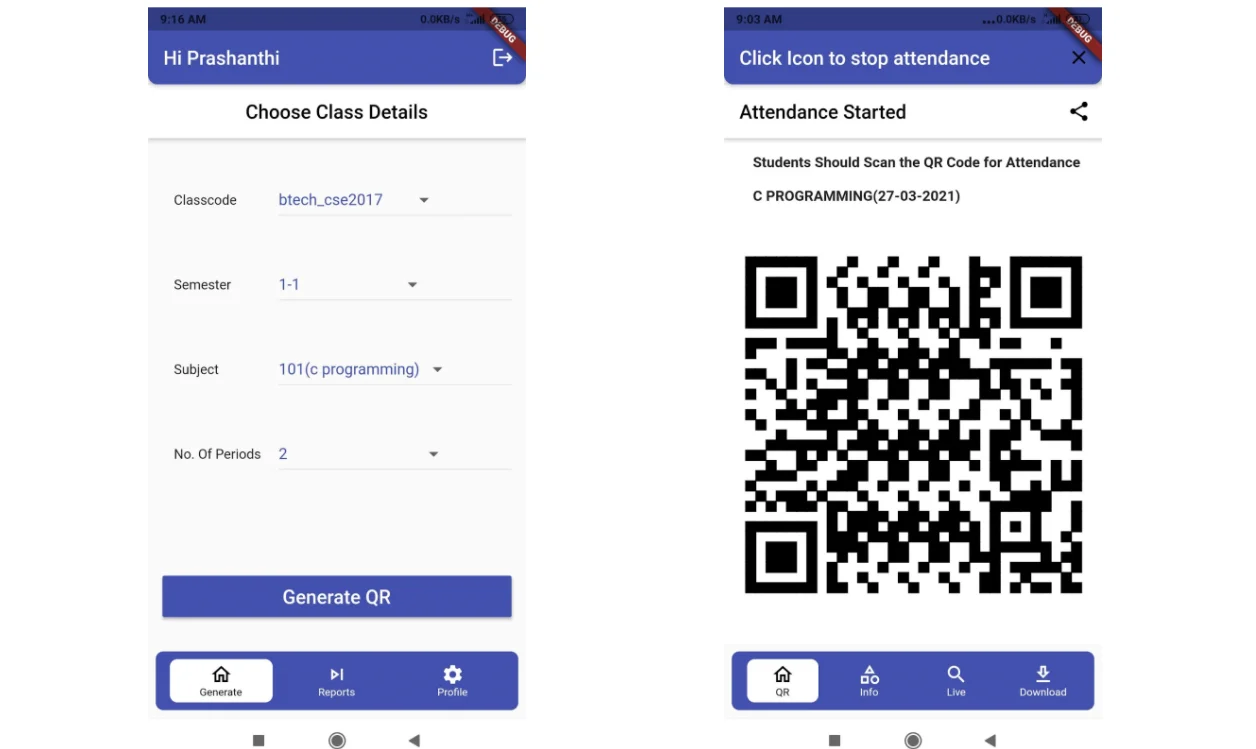 9:16 AM 0.0KB/s
DEBUG
Hi Prashanthi
Choose Class Details
Classcode btech_cse2017
Semester 1-1
Subject 101(c programming)
No. Of Periods 2
Generate QR
Generate Reports Profile
9:03 AM ...0.0KB/s
DEBUG
Click Icon to stop attendance
Attendance Started
Students Should Scan the QR Code for Attendance
C PROGRAMMING(27-03-2021)
QR Info Live Download